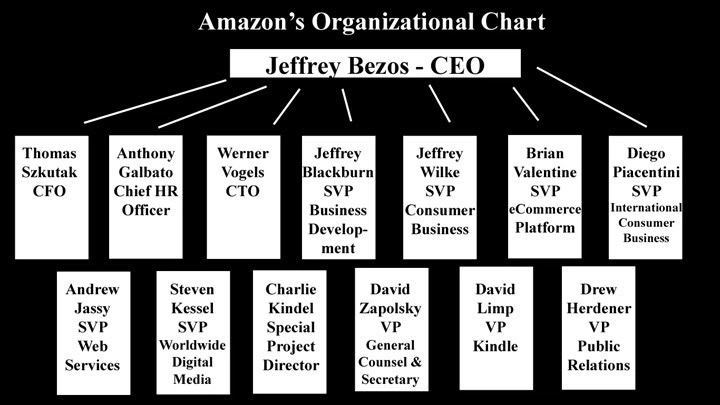 Amazon’s Organizational Chart
Jeffrey Bezos - CEO
Thomas
Szkutak
CFO
Anthony
Galbato
Chief HR
Officer
Werner
Vogels
CTO
Jeffrey
Blackburn
SVP
Business
Develop-
ment
Jeffrey
Wilke
SVP
Consumer
Business
Brian
Valentine
SVP
eCommerce
Platform
Diego
Piacentini
SVP
International
Consumer
Business
Andrew
Jassy
SVP
Web
Services
Steven
Kessel
SVP
Worldwide
Digital
Media
Charlie
Kindel
Special
Project
Director
David
Zapolsky
VP
General
Counsel &
Secretary
David
Limp
VP
Kindle
Drew
Herdener
VP
Public
Relations